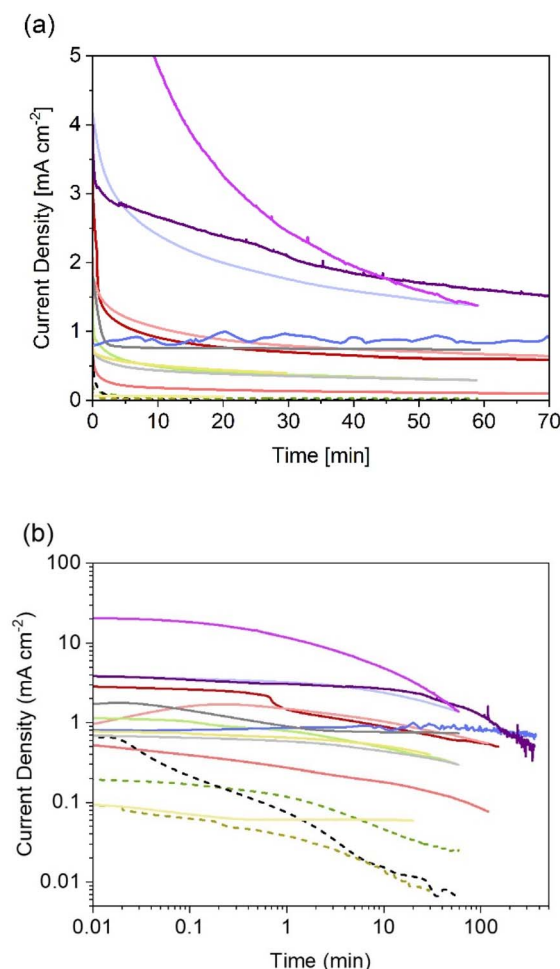 (a)
5
4
3
2
1
0
Current Density [mA cm⁻²]
0 10 20 30 40 50 60 70
Time [min]
(b)
100
10
1
0.1
0.01
Current Density (mA cm⁻²)
0.01 0.1 1 10 100
Time (min)